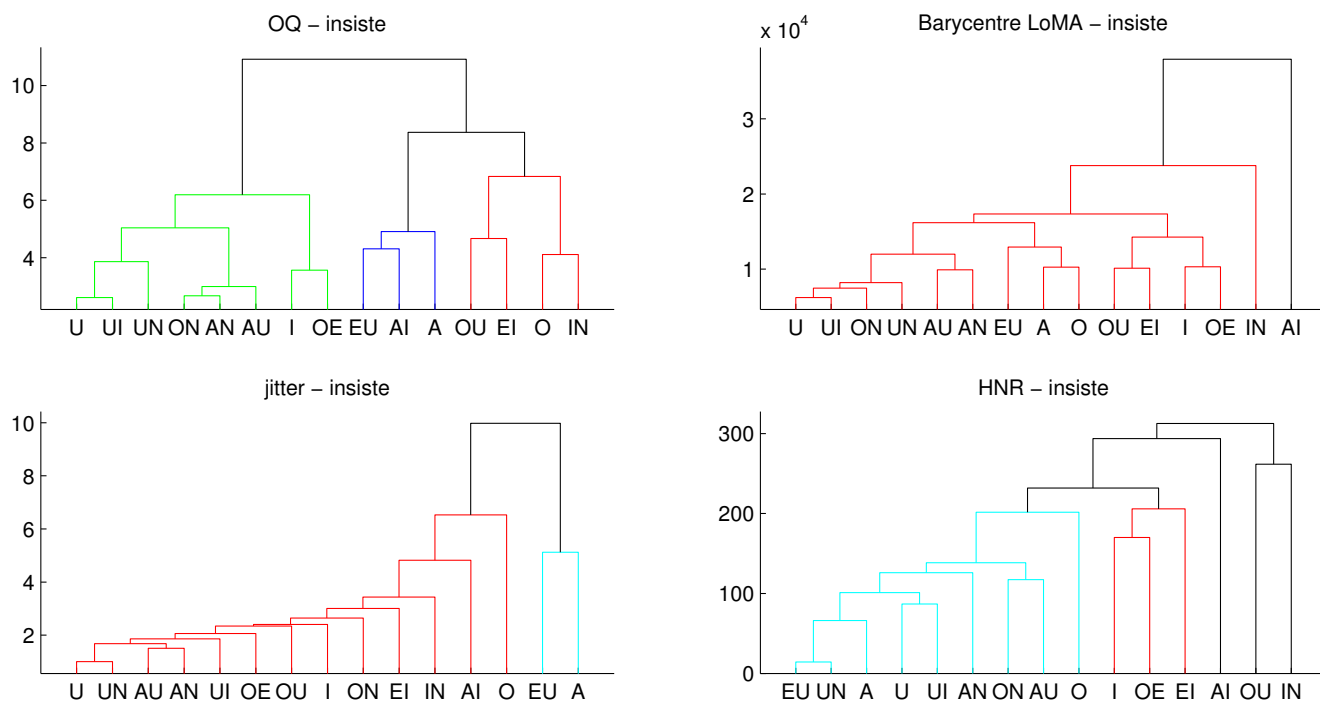 OQ – insiste
10
8
6
4
U UI UN ON AN AU I OE EU AI A OU EI O IN
Barycentre LoMA – insiste
x 10^4
3
2
1
U UI ON UN AU AN EU A O OU EI I OE IN AI
jitter – insiste
10
8
6
4
2
U UN AU AN UI OE OU I ON EI IN AI O EU A
HNR – insiste
300
200
100
0
EU UN A U UI AN ON AU O I OE EI AI OU IN